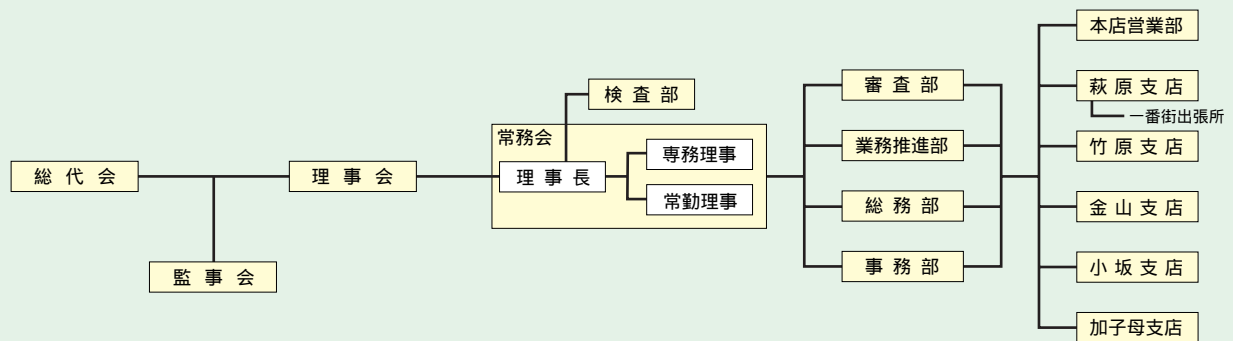 総代会
監事会
理事会
常務会
理事長
専務理事
常勤理事
検査部
審査部
業務推進部
総務部
事務部
本店営業部
萩原支店
一番街出張所
竹原支店
金山支店
小坂支店
加子母支店